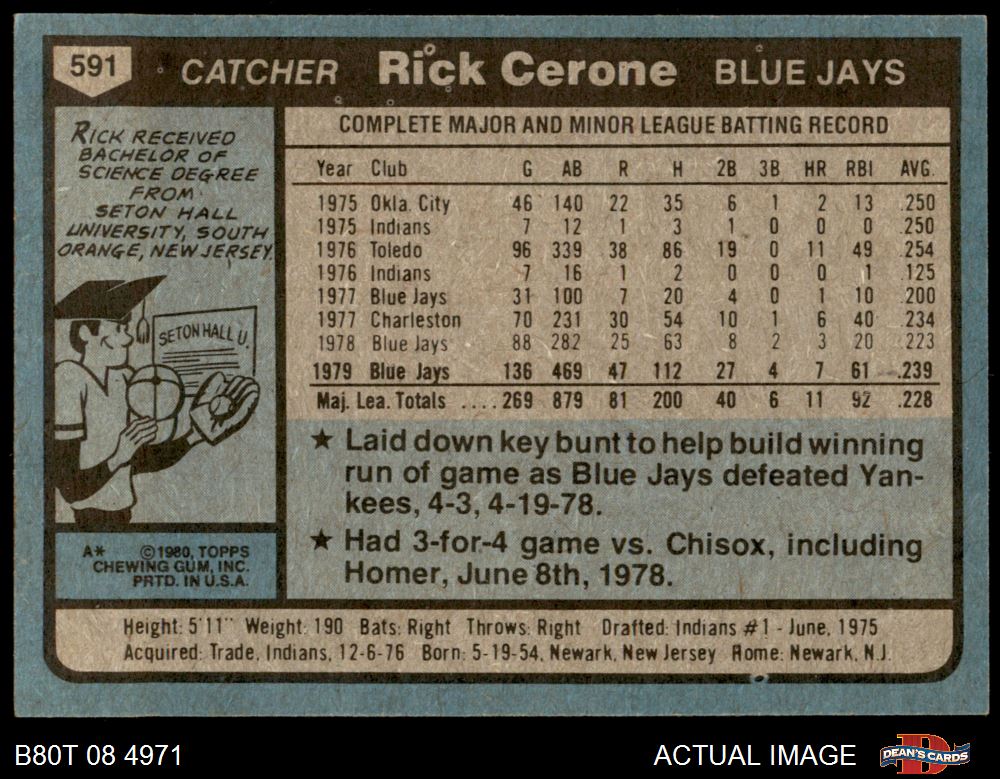 591 CATCHER Rick Cerone BLUE JAYS
RICK RECEIVED
BACHELOR OF
SCIENCE DEGREE
FROM
SETON HALL
UNIVERSITY, SOUTH
ORANGE, NEW JERSEY.
SETON HALL U.
A* ©1980, TOPPS
CHEWING GUM, INC.
PRTD. IN U.S.A.
COMPLETE MAJOR AND MINOR LEAGUE BATTING RECORD
Year Club G AB R H 2B 3B HR RBI AVG.
1975 Okla. City 46 140 22 35 6 1 2 13 .250
1975 Indians 7 12 1 3 1 0 0 0 .250
1976 Toledo 96 339 38 86 19 0 11 49 .254
1976 Indians 7 16 1 2 0 0 0 1 .125
1977 Blue Jays 31 100 7 20 4 0 1 10 .200
1977 Charleston 70 231 30 54 10 1 6 40 .234
1978 Blue Jays 88 282 25 63 8 2 3 20 .223
1979 Blue Jays 136 469 47 112 27 4 7 61 .239
Maj. Lea. Totals ....269 879 81 200 40 6 11 92 .228
★ Laid down key bunt to help build winning
run of game as Blue Jays defeated Yan-
kees, 4-3, 4-19-78.
★ Had 3-for-4 game vs. Chisox, including
Homer, June 8th, 1978.
Height: 5'11" Weight: 190 Bats: Right Throws: Right Drafted: Indians #1 - June, 1975
Acquired: Trade, Indians, 12-6-76 Born: 5-19-54, Newark, New Jersey Home: Newark, N.J.
B80T 08 4971 ACTUAL IMAGE DEAN'S CARDS